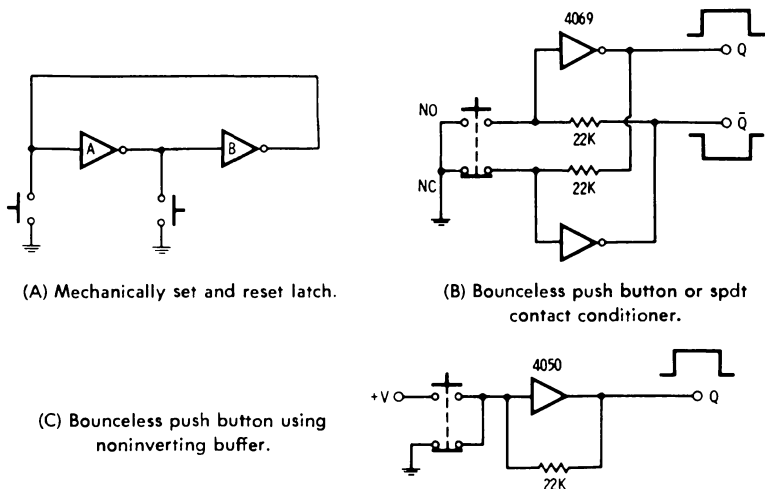 4069
Q
NO
A
B
Q̄
22K
22K
NC
(A) Mechanically set and reset latch.
(B) Bounceless push button or spdt
contact conditioner.
4050
+V
Q
(C) Bounceless push button using
noninverting buffer.
22K